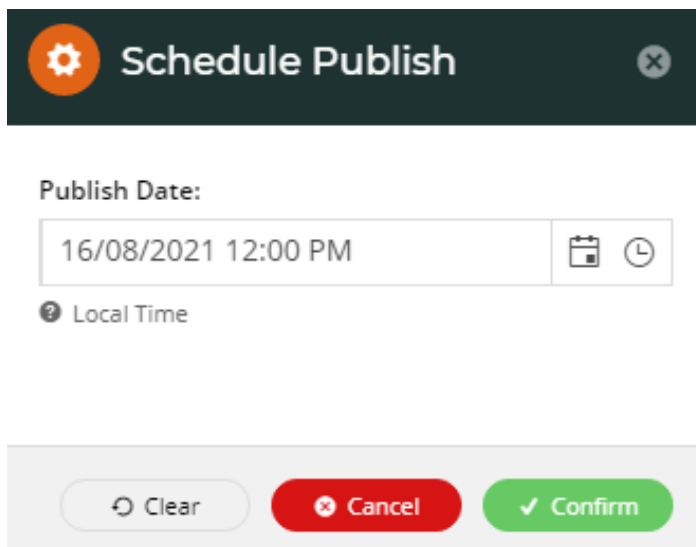 Schedule Publish
Publish Date:
16/08/2021 12:00 PM
Local Time
Clear Cancel Confirm